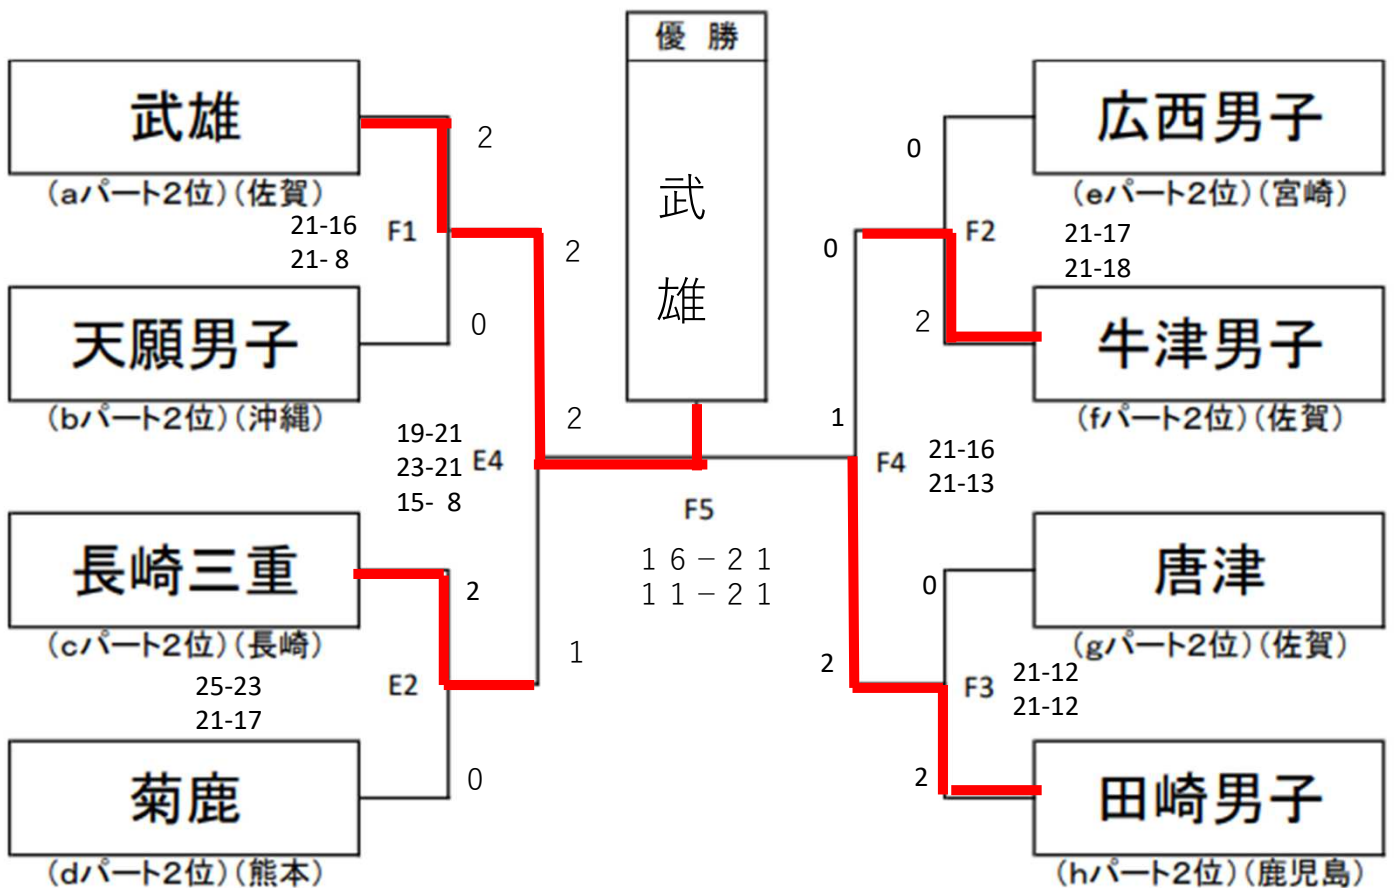 優 勝
武
雄
武雄
(aパート2位)(佐賀)
2
21-16
21- 8
F1
2
0
天願男子
(bパート2位)(沖縄)
2
19-21
23-21
15- 8
E4
長崎三重
(cパート2位)(長崎)
2
1
25-23
21-17
E2
0
菊鹿
(dパート2位)(熊本)
F5
16-21
11-21
広西男子
(eパート2位)(宮崎)
0
0
F2
21-17
21-18
2
牛津男子
(fパート2位)(佐賀)
1
F4
21-16
21-13
唐津
(gパート2位)(佐賀)
0
2
F3
21-12
21-12
2
田崎男子
(hパート2位)(鹿児島)